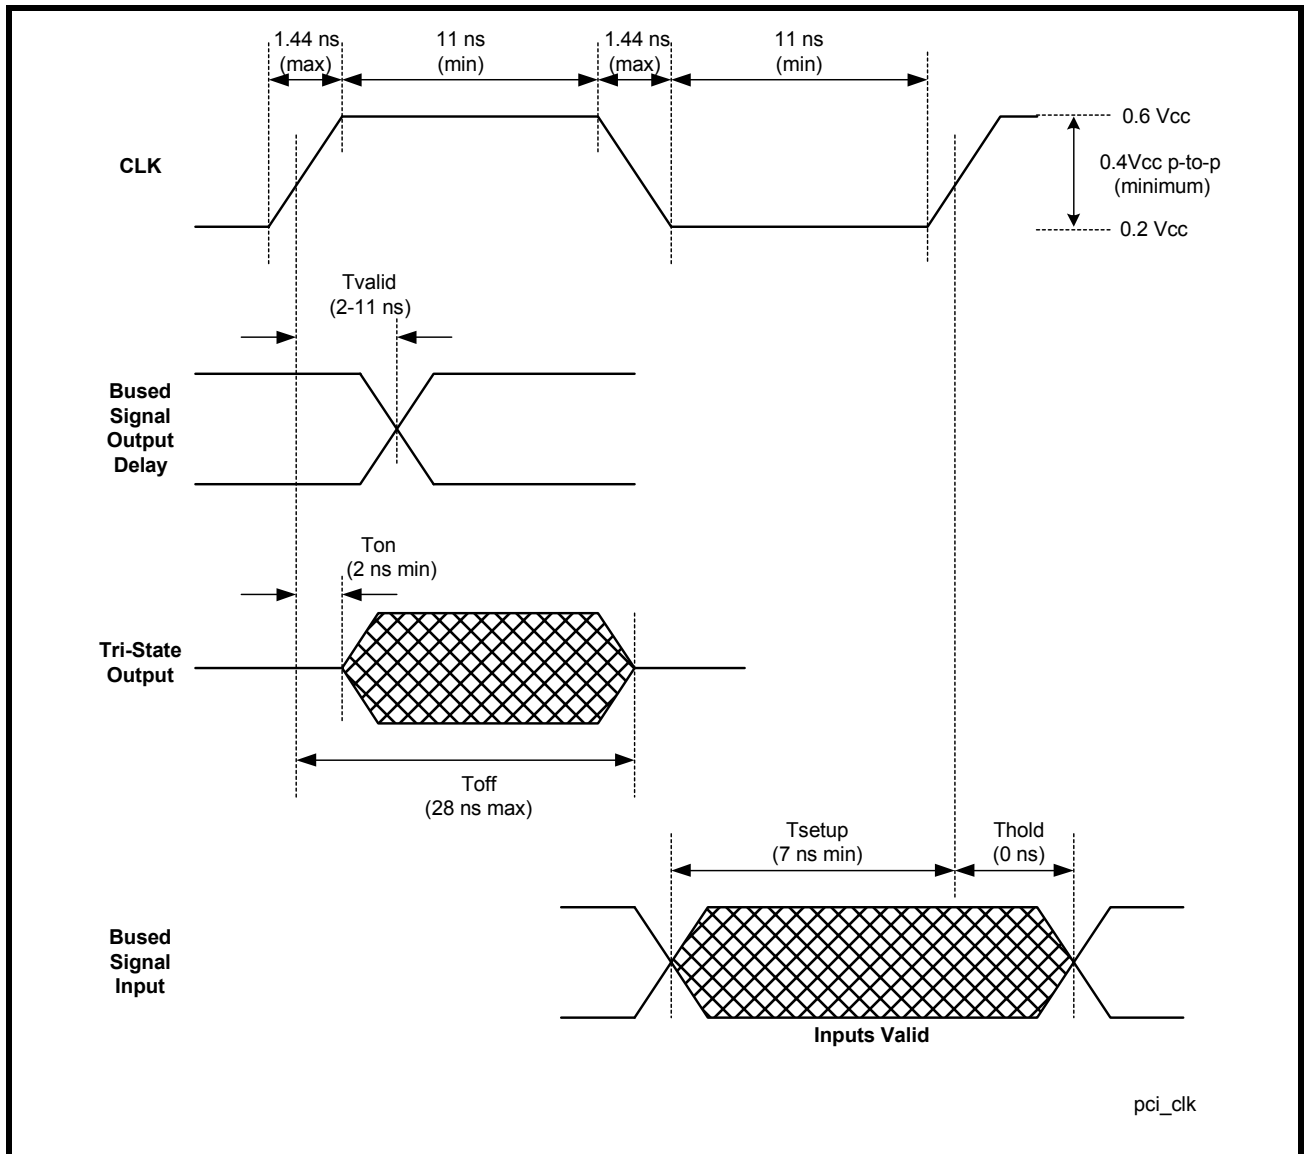 1.44 ns
(max)
11 ns
(min)
1.44 ns
(max)
11 ns
(min)
CLK
0.6 Vcc
0.4Vcc p-to-p
(minimum)
0.2 Vcc
Tvalid
(2-11 ns)
Bused
Signal
Output
Delay
Ton
(2 ns min)
Tri-State
Output
Toff
(28 ns max)
Tsetup
(7 ns min)
Thold
(0 ns)
Bused
Signal
Input
Inputs Valid
pci_clk